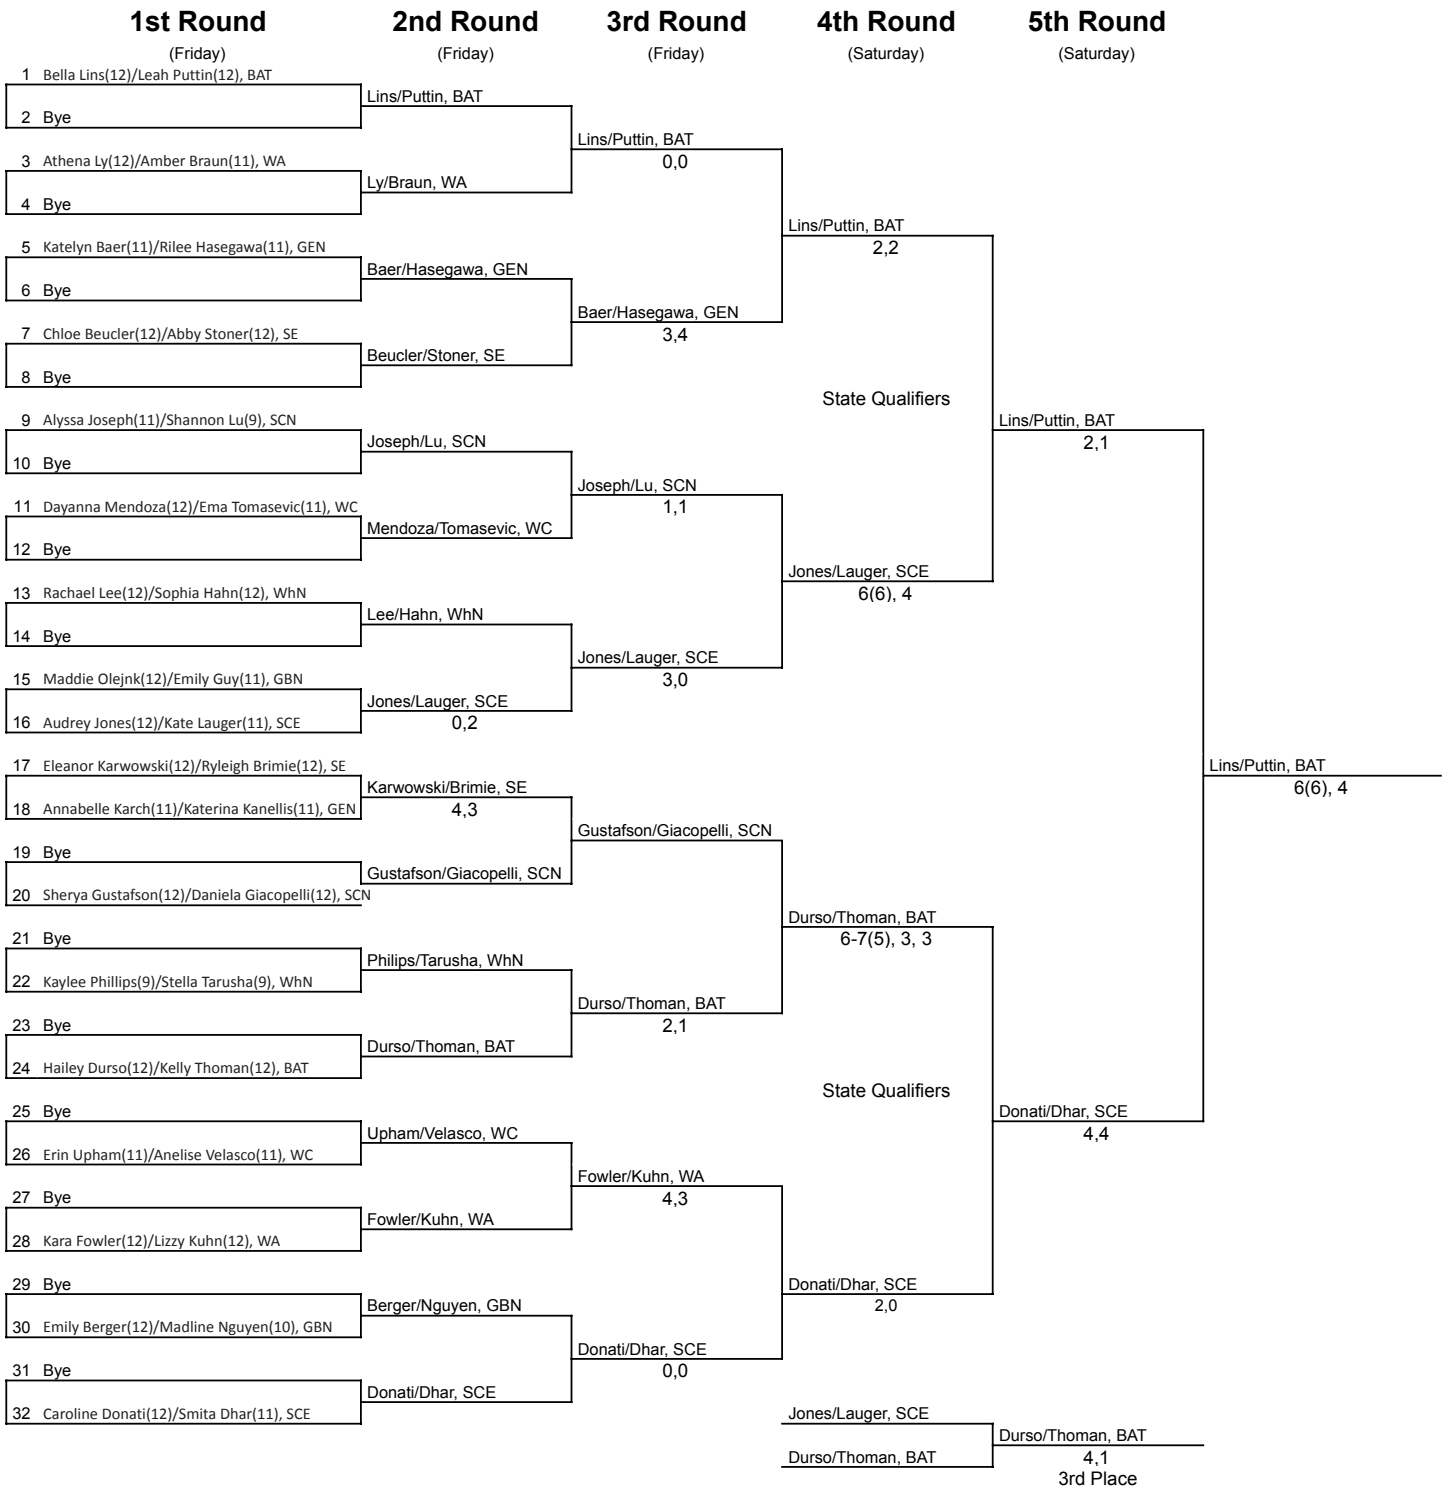 1st Round
(Friday)
2nd Round
(Friday)
3rd Round
(Friday)
4th Round
(Saturday)
5th Round
(Saturday)
1 Bella Lins(12)/Leah Puttin(12), BAT
2 Bye
3 Athena Ly(12)/Amber Braun(11), WA
4 Bye
5 Katelyn Baer(11)/Rilee Hasegawa(11), GEN
6 Bye
7 Chloe Beucler(12)/Abby Stoner(12), SE
8 Bye
9 Alyssa Joseph(11)/Shannon Lu(9), SCN
10 Bye
11 Dayanna Mendoza(12)/Ema Tomasevic(11), WC
12 Bye
13 Rachael Lee(12)/Sophia Hahn(12), WhN
14 Bye
15 Maddie Olejnk(12)/Emily Guy(11), GBN
16 Audrey Jones(12)/Kate Lauger(11), SCE
17 Eleanor Karwowski(12)/Ryleigh Brimie(12), SE
18 Annabelle Karch(11)/Katerina Kanellis(11), GEN
19 Bye
20 Sherya Gustafson(12)/Daniela Giacopelli(12), SCN
21 Bye
22 Kaylee Phillips(9)/Stella Tarusha(9), WhN
23 Bye
24 Hailey Durso(12)/Kelly Thoman(12), BAT
25 Bye
26 Erin Upham(11)/Anelise Velasco(11), WC
27 Bye
28 Kara Fowler(12)/Lizzy Kuhn(12), WA
29 Bye
30 Emily Berger(12)/Madline Nguyen(10), GBN
31 Bye
32 Caroline Donati(12)/Smita Dhar(11), SCE
Lins/Puttin, BAT
Ly/Braun, WA
Baer/Hasegawa, GEN
Beucler/Stoner, SE
Joseph/Lu, SCN
Mendoza/Tomasevic, WC
Lee/Hahn, WhN
Jones/Lauger, SCE
0,2
Karwowski/Brimie, SE
4,3
Gustafson/Giacopelli, SCN
Philips/Tarusha, WhN
Durso/Thoman, BAT
Upham/Velasco, WC
Fowler/Kuhn, WA
Berger/Nguyen, GBN
Donati/Dhar, SCE
Lins/Puttin, BAT
0,0
Baer/Hasegawa, GEN
3,4
Joseph/Lu, SCN
1,1
Jones/Lauger, SCE
3,0
Gustafson/Giacopelli, SCN
Durso/Thoman, BAT
2,1
Fowler/Kuhn, WA
4,3
Donati/Dhar, SCE
0,0
Lins/Puttin, BAT
2,2
State Qualifiers
Jones/Lauger, SCE
6(6), 4
Durso/Thoman, BAT
6-7(5), 3, 3
State Qualifiers
Donati/Dhar, SCE
2,0
Jones/Lauger, SCE
Durso/Thoman, BAT
Lins/Puttin, BAT
2,1
Donati/Dhar, SCE
4,4
Durso/Thoman, BAT
4,1
3rd Place
Lins/Puttin, BAT
6(6), 4